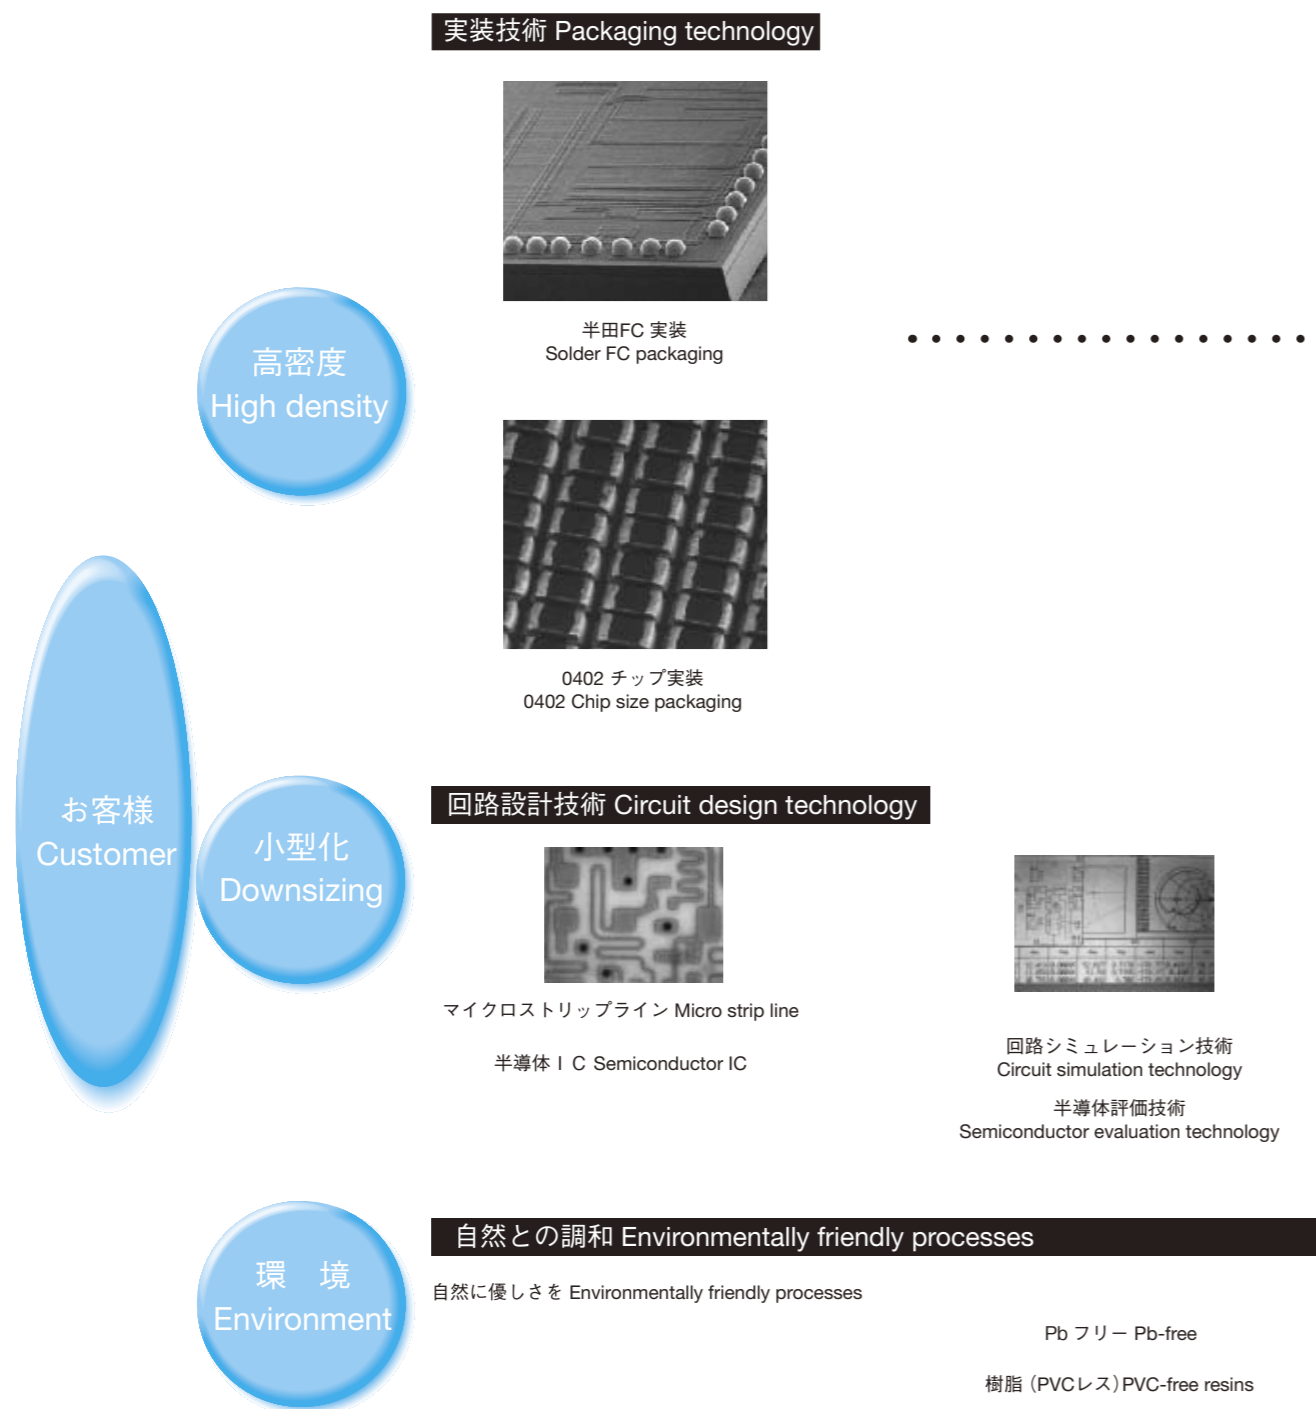 実装技術 Packaging technology
半田FC 実装
Solder FC packaging
高密度
High density
0402 チップ実装
0402 Chip size packaging
お客様
Customer
小型化
Downsizing
回路設計技術 Circuit design technology
マイクロストリップライン Micro strip line
半導体ＩＣ Semiconductor IC
回路シミュレーション技術
Circuit simulation technology
半導体評価技術
Semiconductor evaluation technology
環　境
Environment
自然との調和 Environmentally friendly processes
自然に優しさを Environmentally friendly processes
Pb フリー Pb-free
樹脂（PVCレス）PVC-free resins